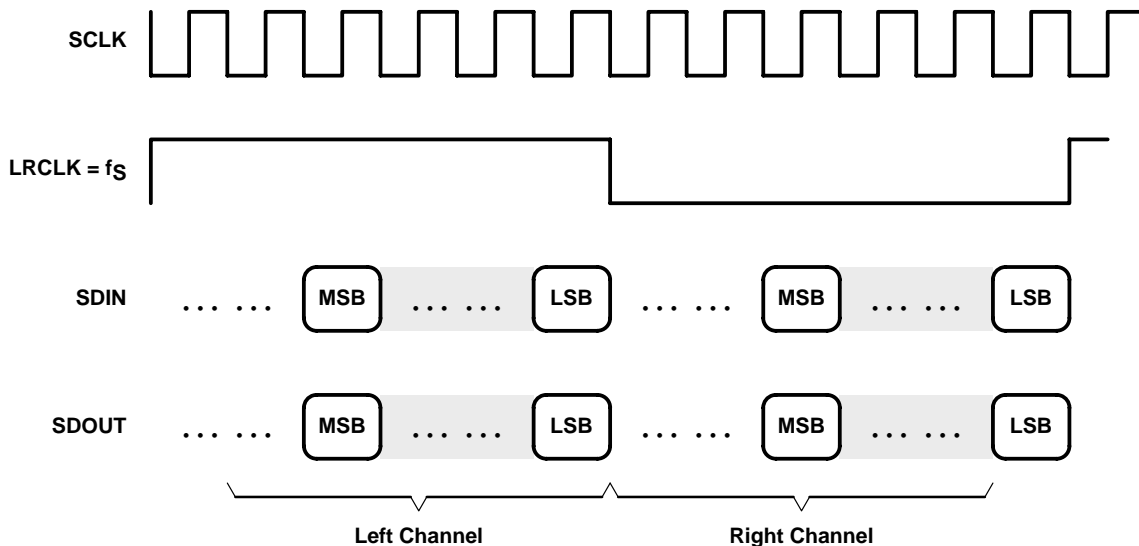 SCLK
LRCLK = fS
SDIN
... ... MSB ... ... LSB ... ... MSB ... ... LSB
SDOUT
... ... MSB ... ... LSB ... ... MSB ... ... LSB
Left Channel Right Channel